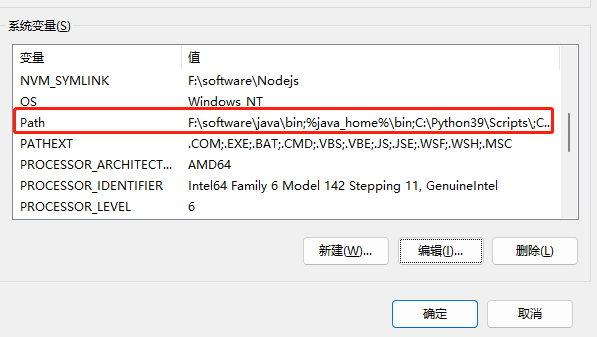 系统变量(S)
变量 值
NVM_SYMLINK F:\software\Nodejs
OS Windows_NT
Path F:\software\java\bin;%java_home%\bin;C:\Python39\Scripts\;C...
PATHEXT .COM;.EXE;.BAT;.CMD;.VBS;.VBE;.JS;.JSE;.WSF;.WSH;.MSC
PROCESSOR_ARCHITECT... AMD64
PROCESSOR_IDENTIFIER Intel64 Family 6 Model 142 Stepping 11, GenuineIntel
PROCESSOR_LEVEL 6
新建(W)... 编辑(I)... 删除(L)
确定 取消